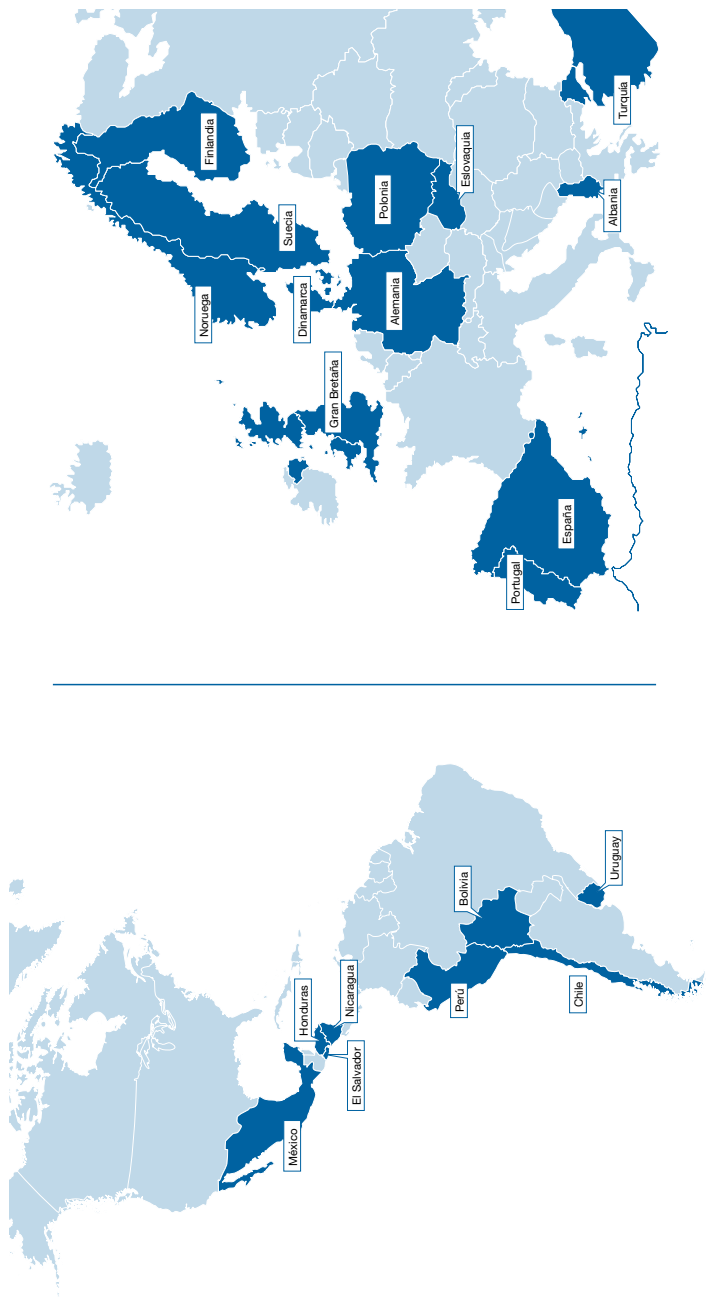 México
Honduras
Nicaragua
El Salvador
Perú
Bolivia
Chile
Uruguay
Noruega
Finlandia
Suecia
Dinamarca
Gran Bretaña
Polonia
Alemania
Eslovaquia
Portugal
España
Albania
Turquía